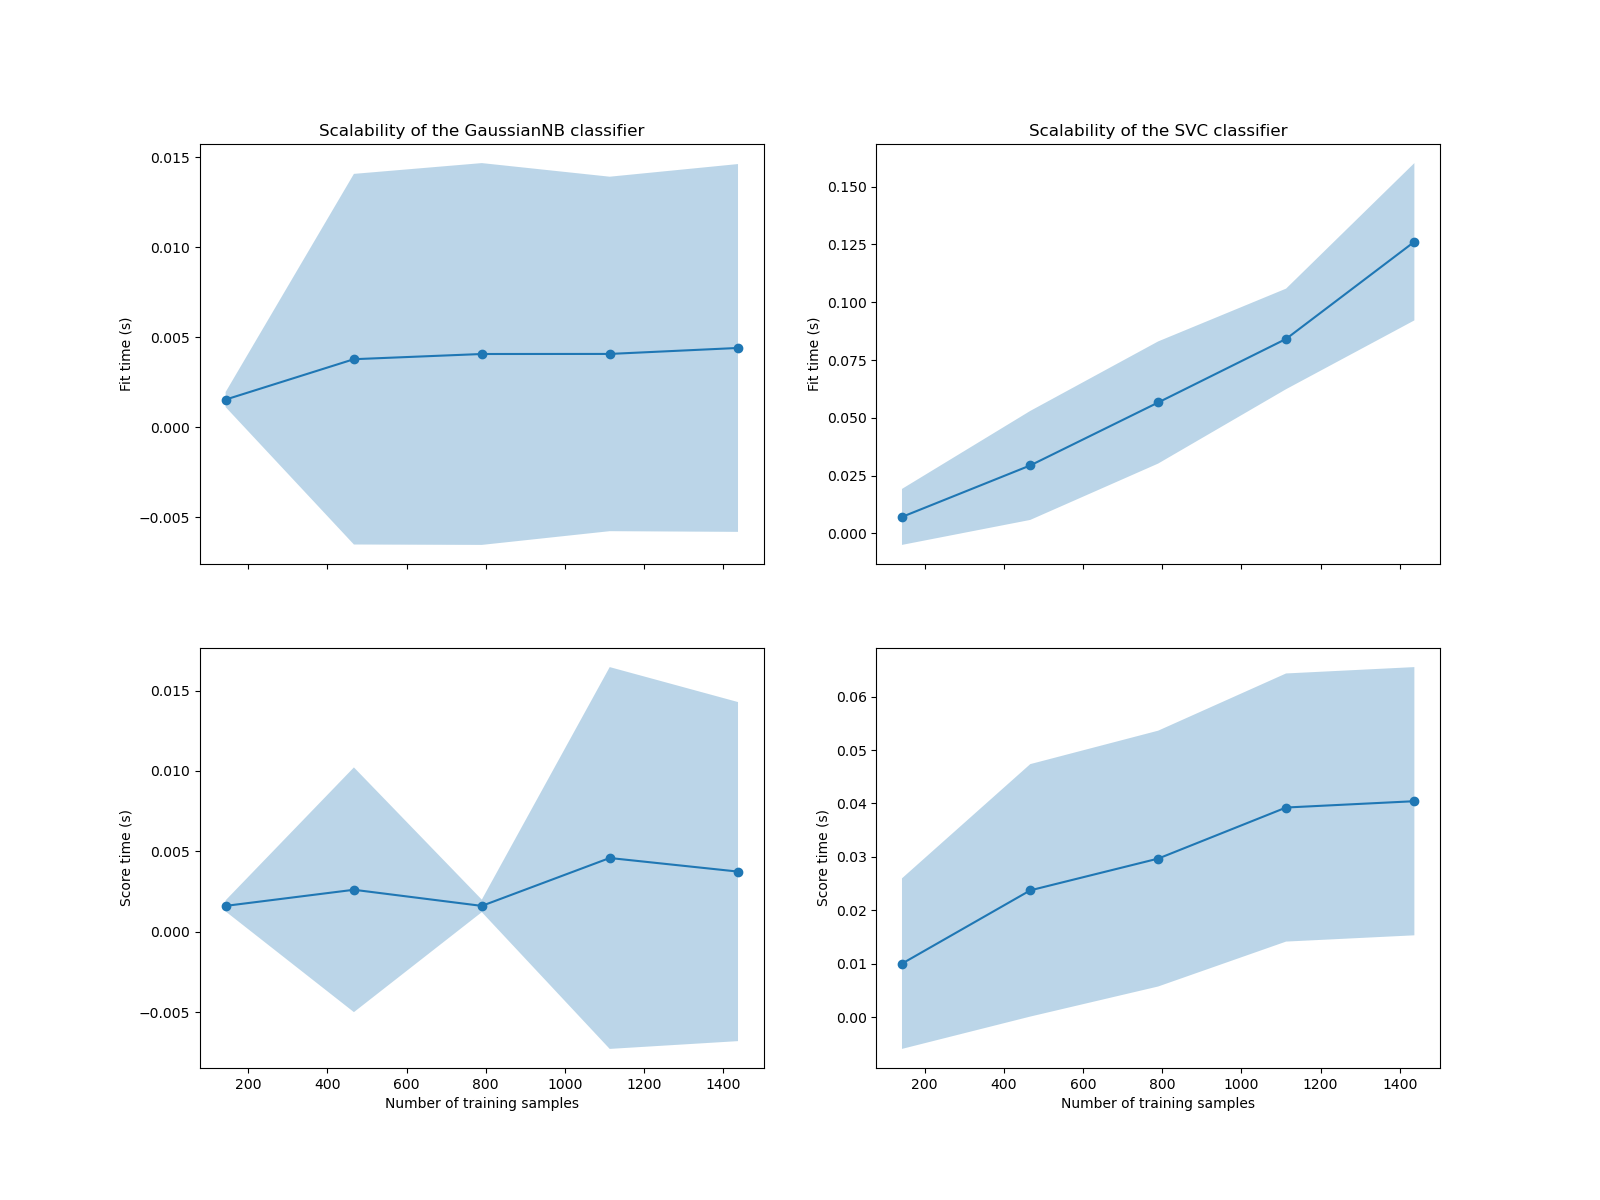 Scalability of the GaussianNB classifier
0.015
0.010
0.005
0.000
−0.005
Fit time (s)
Scalability of the SVC classifier
0.150
0.125
0.100
0.075
0.050
0.025
0.000
Fit time (s)
0.015
0.010
0.005
0.000
−0.005
Score time (s)
200 400 600 800 1000 1200 1400
Number of training samples
0.06
0.05
0.04
0.03
0.02
0.01
0.00
Score time (s)
200 400 600 800 1000 1200 1400
Number of training samples